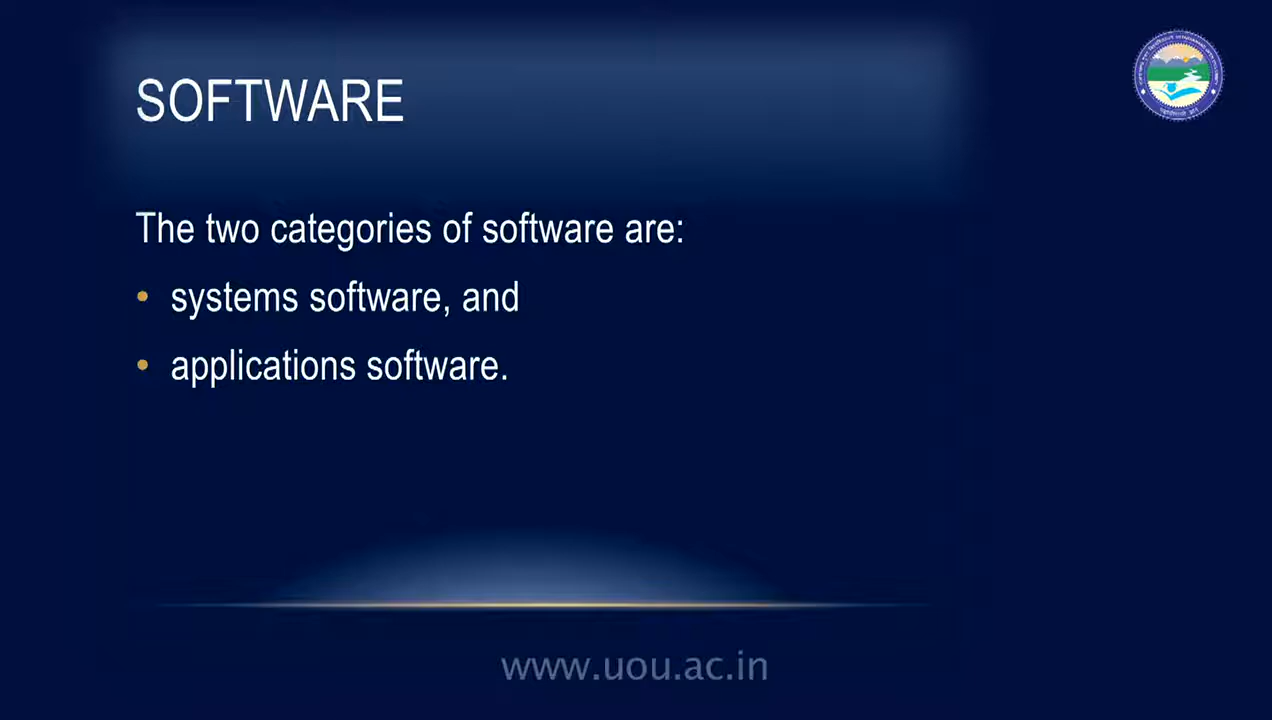 SOFTWARE
The two categories of software are:
• systems software, and
• applications software.
www.uou.ac.in